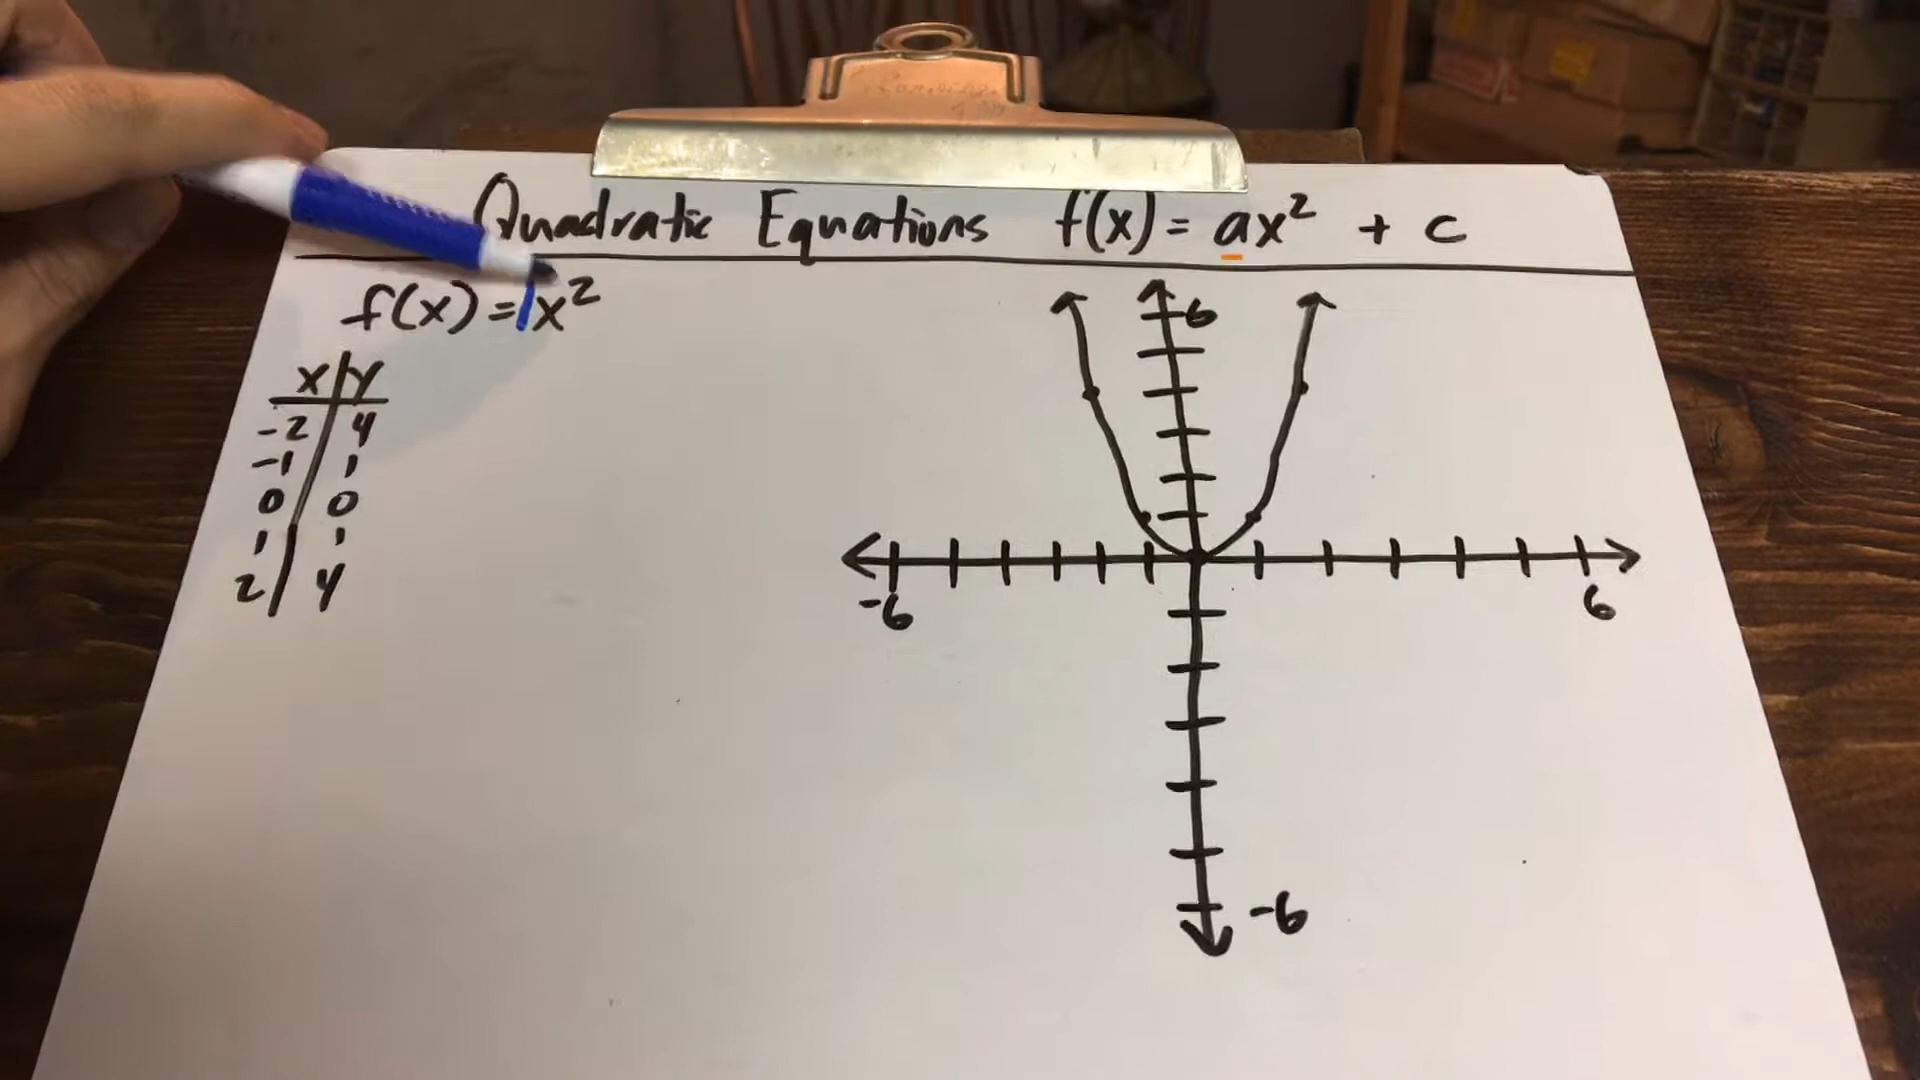 Quadratic Equations f(x) = ax² + c
f(x) = 1x²
x y
-2 4
-1 1
0 0
1 1
2 4
6
-6 6
-6